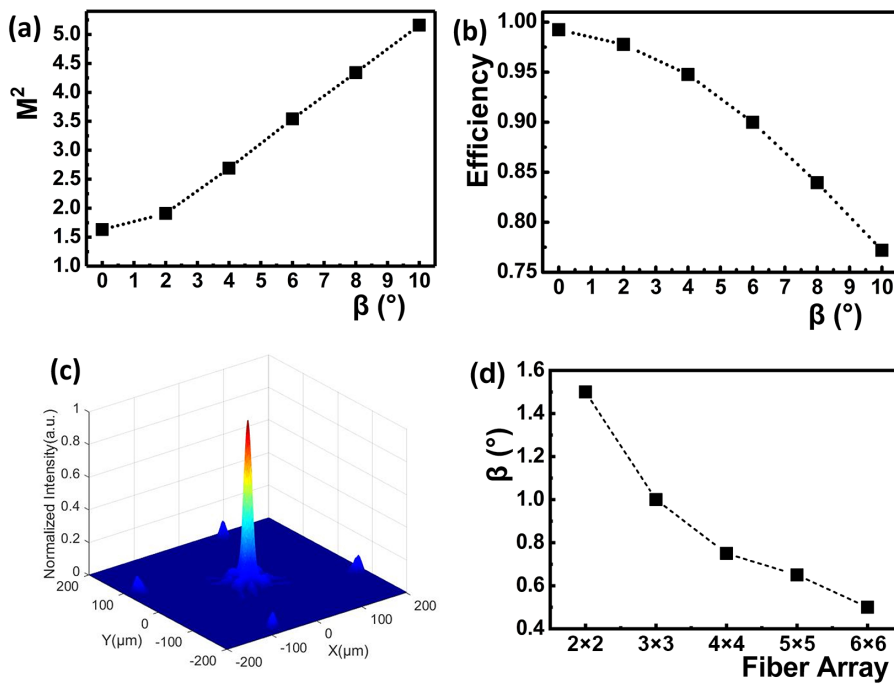 (a)
M²
5.0
4.5
4.0
3.5
3.0
2.5
2.0
1.5
1.0
0 1 2 3 4 5 6 7 8 9 10
β (°)
(b)
Efficiency
1.00
0.95
0.90
0.85
0.80
0.75
0 1 2 3 4 5 6 7 8 9 10
β (°)
(c)
Normalized Intensity(a.u.)
1
0.8
0.6
0.4
0.2
0
200
100
0
-100
-200
Y(μm)
-200
-100
0
100
200
X(μm)
(d)
β (°)
1.6
1.4
1.2
1.0
0.8
0.6
0.4
2×2 3×3 4×4 5×5 6×6
Fiber Array